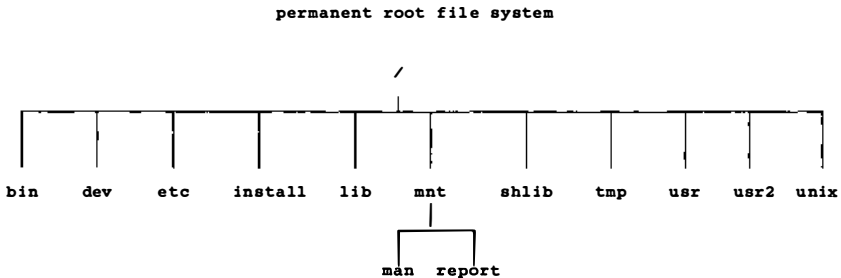 permanent root file system
/
bin dev etc install lib mnt shlib tmp usr usr2 unix
man report